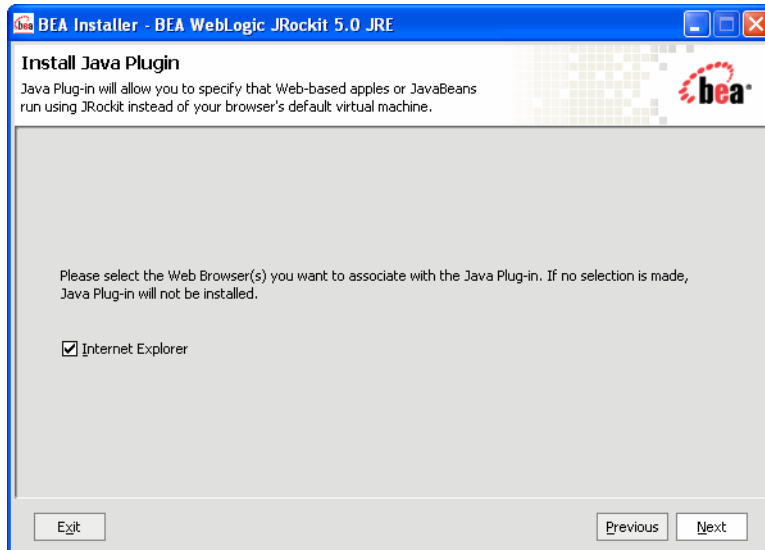 bea BEA Installer - BEA WebLogic JRockit 5.0 JRE
Install Java Plugin
Java Plug-in will allow you to specify that Web-based apples or JavaBeans
run using JRockit instead of your browser's default virtual machine.
bea
Please select the Web Browser(s) you want to associate with the Java Plug-in. If no selection is made,
Java Plug-in will not be installed.
Internet Explorer
Exit
Previous
Next